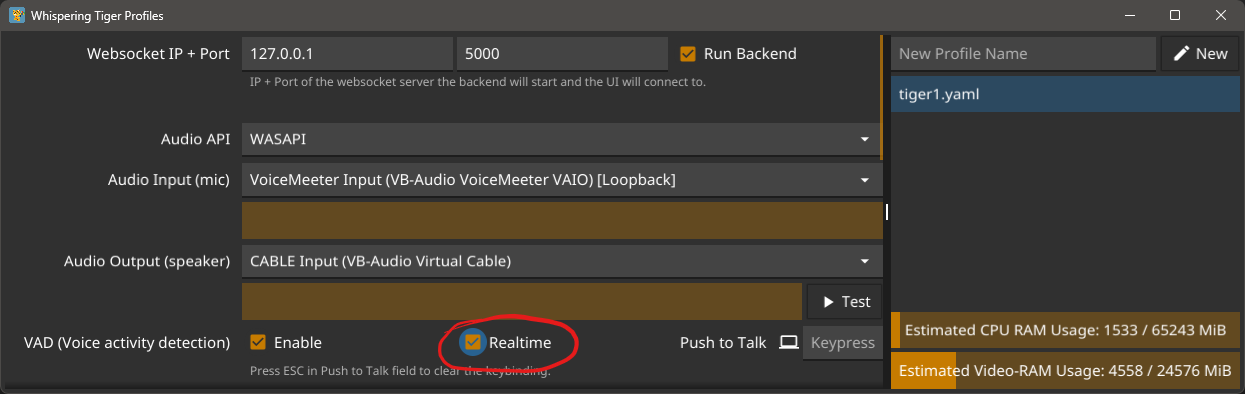 Whispering Tiger Profiles
Websocket IP + Port 127.0.0.1 5000 Run Backend
IP + Port of the websocket server the backend will start and the UI will connect to.
Audio API WASAPI
Audio Input (mic) VoiceMeeter Input (VB-Audio VoiceMeeter VAIO) [Loopback]
Audio Output (speaker) CABLE Input (VB-Audio Virtual Cable)
Test
VAD (Voice activity detection) Enable Realtime Push to Talk Keypress
Press ESC in Push to Talk field to clear the keybinding.
New Profile Name New
tiger1.yaml
Estimated CPU RAM Usage: 1533 / 65243 MiB
Estimated Video-RAM Usage: 4558 / 24576 MiB